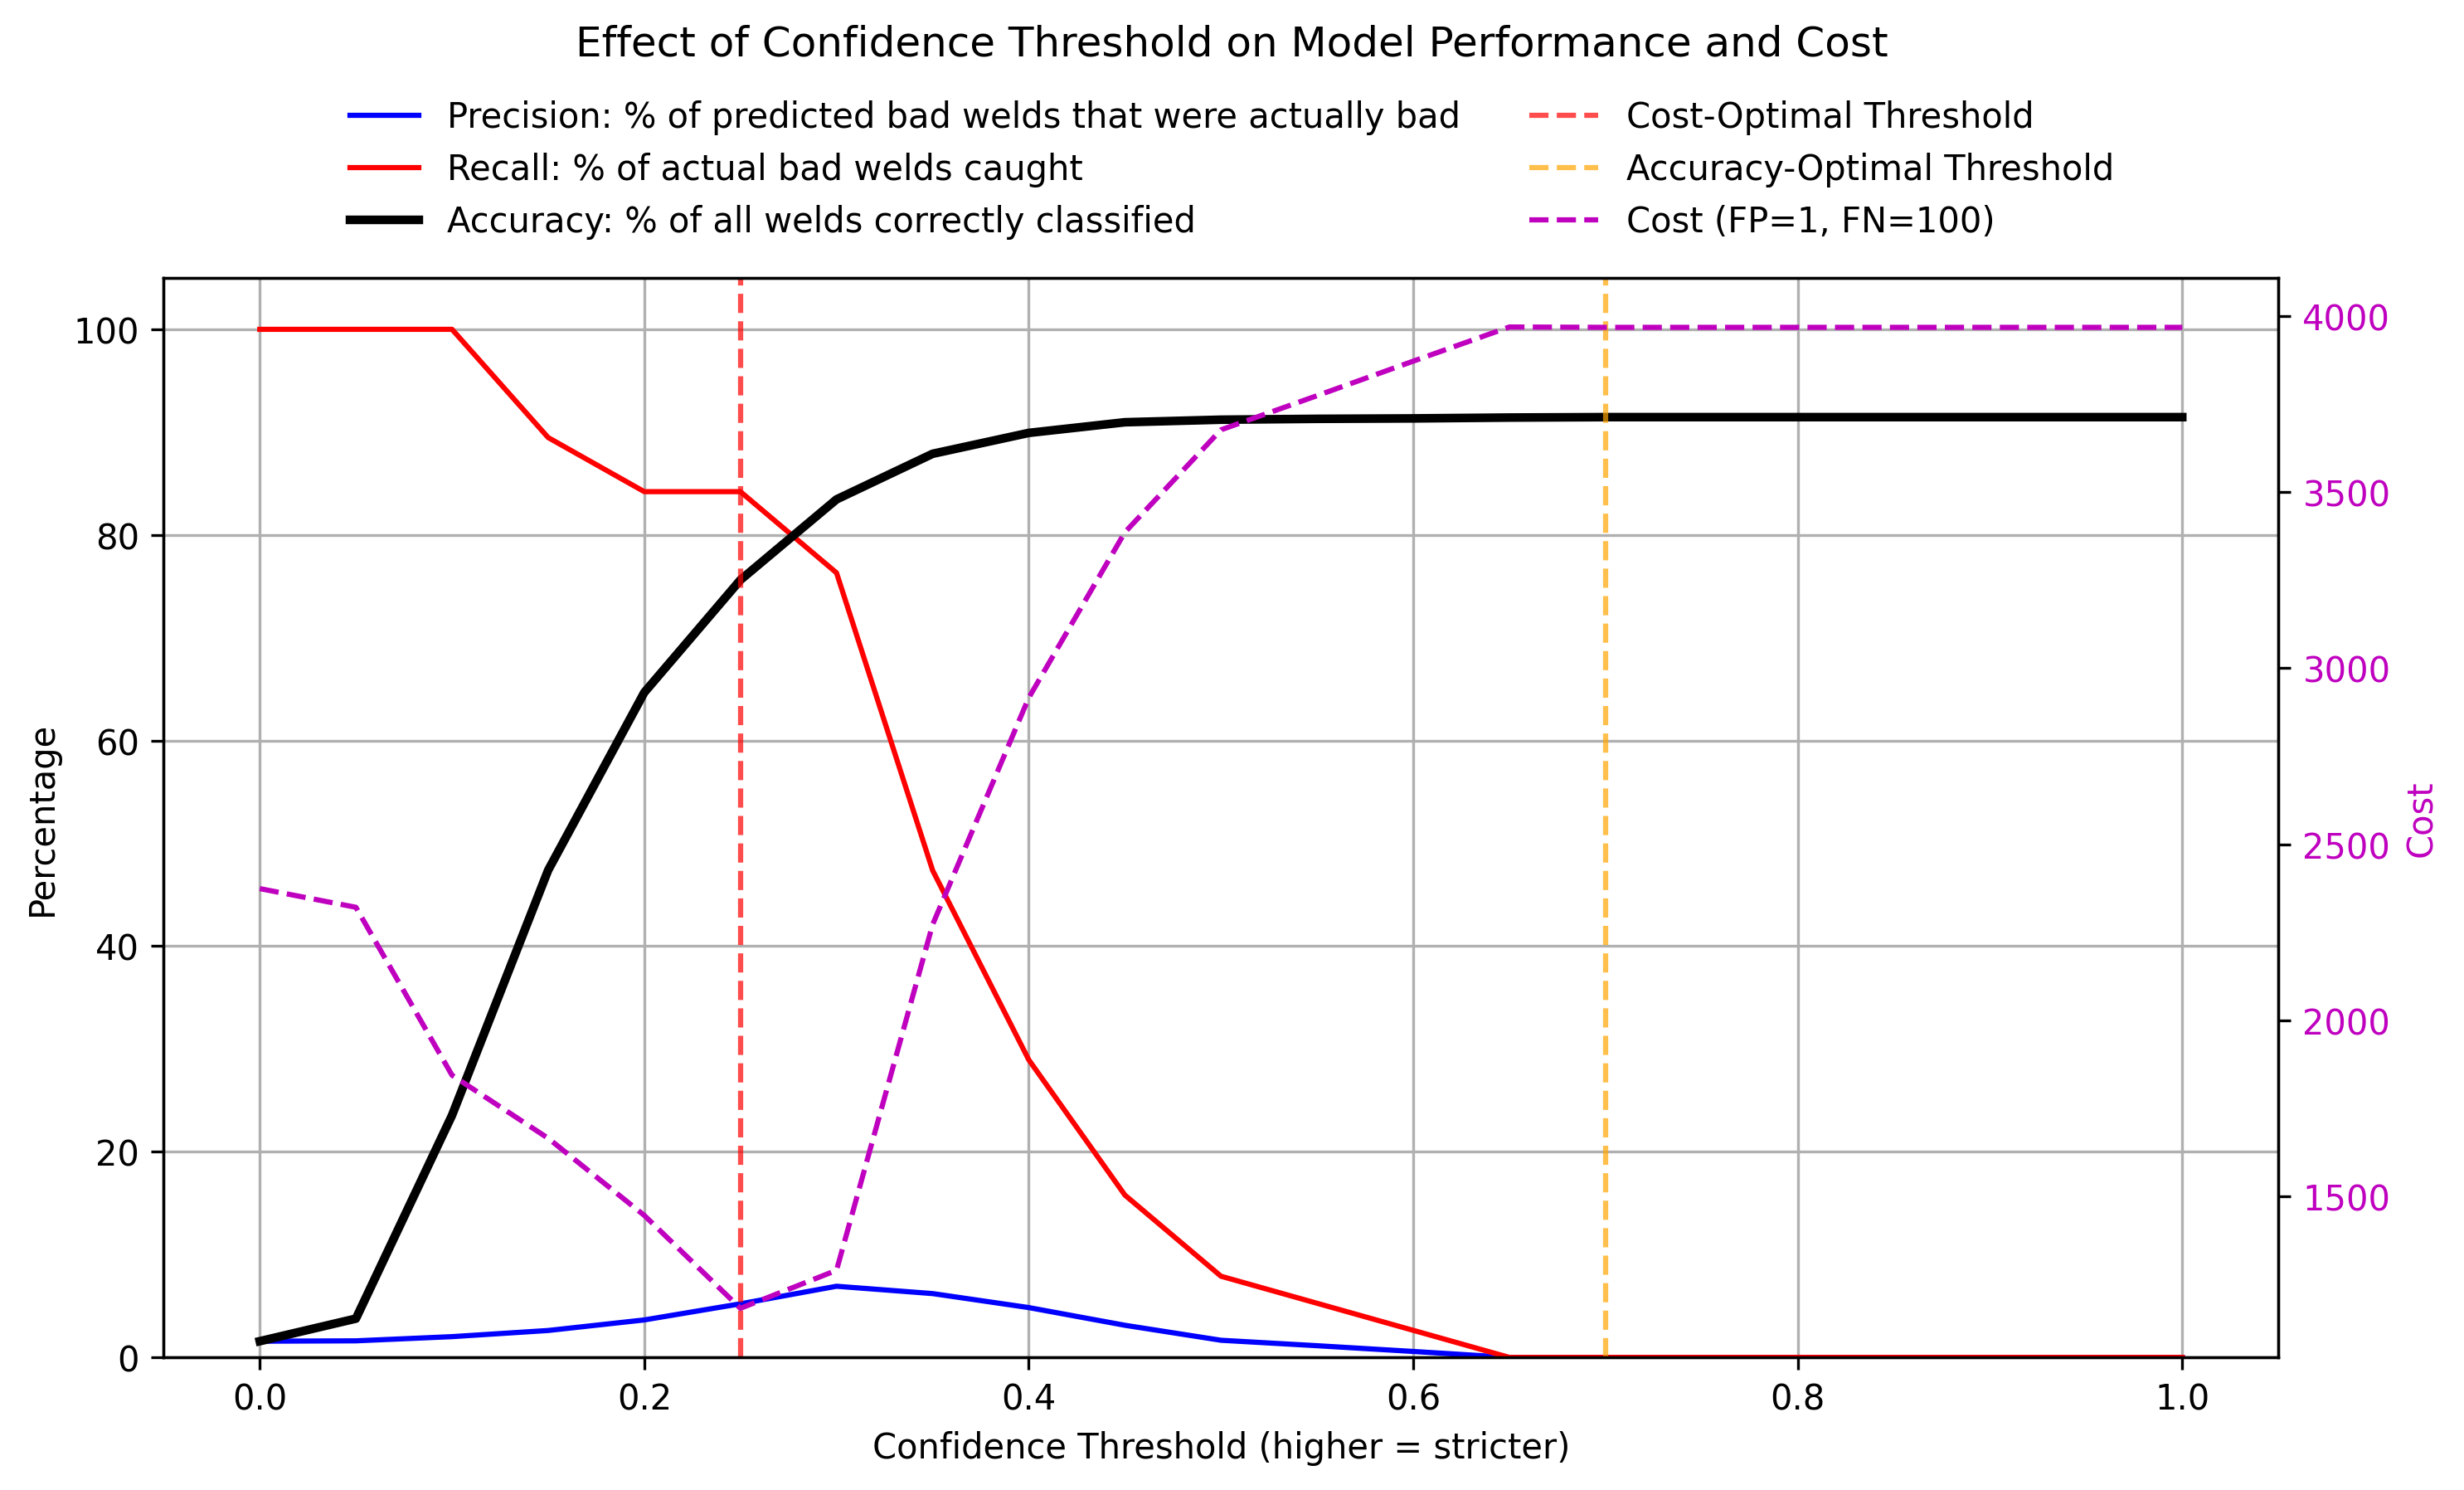 Effect of Confidence Threshold on Model Performance and Cost
Precision: % of predicted bad welds that were actually bad
Recall: % of actual bad welds caught
Accuracy: % of all welds correctly classified
Cost-Optimal Threshold
Accuracy-Optimal Threshold
Cost (FP=1, FN=100)
Percentage
100
80
60
40
20
0
0.0
0.2
0.4
0.6
0.8
1.0
Confidence Threshold (higher = stricter)
4000
3500
3000
2500
2000
1500
Cost